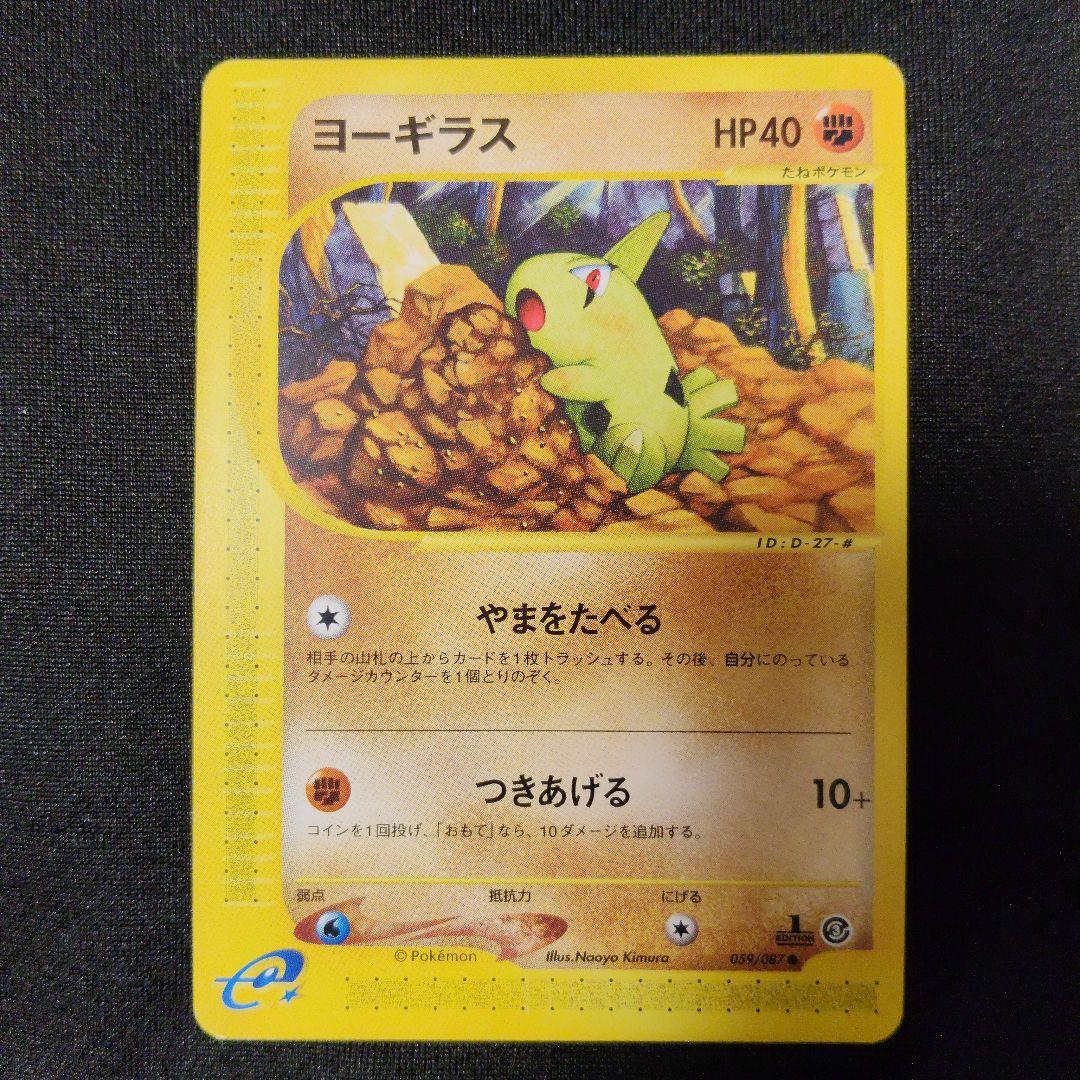 ヨーギラス HP40
たねポケモン
ID:D-27-#
やまをたべる
相手の山札の上からカードを1枚トラッシュする。その後、自分にのっている
ダメージカウンターを1個とりのぞく。
つきあげる 10+
コインを1回投げ、「おもて」なら、10ダメージを追加する。
弱点 抵抗力 にげる
1
EDITION
3
© Pokémon Illus.Naoyo Kimura 059/087
e